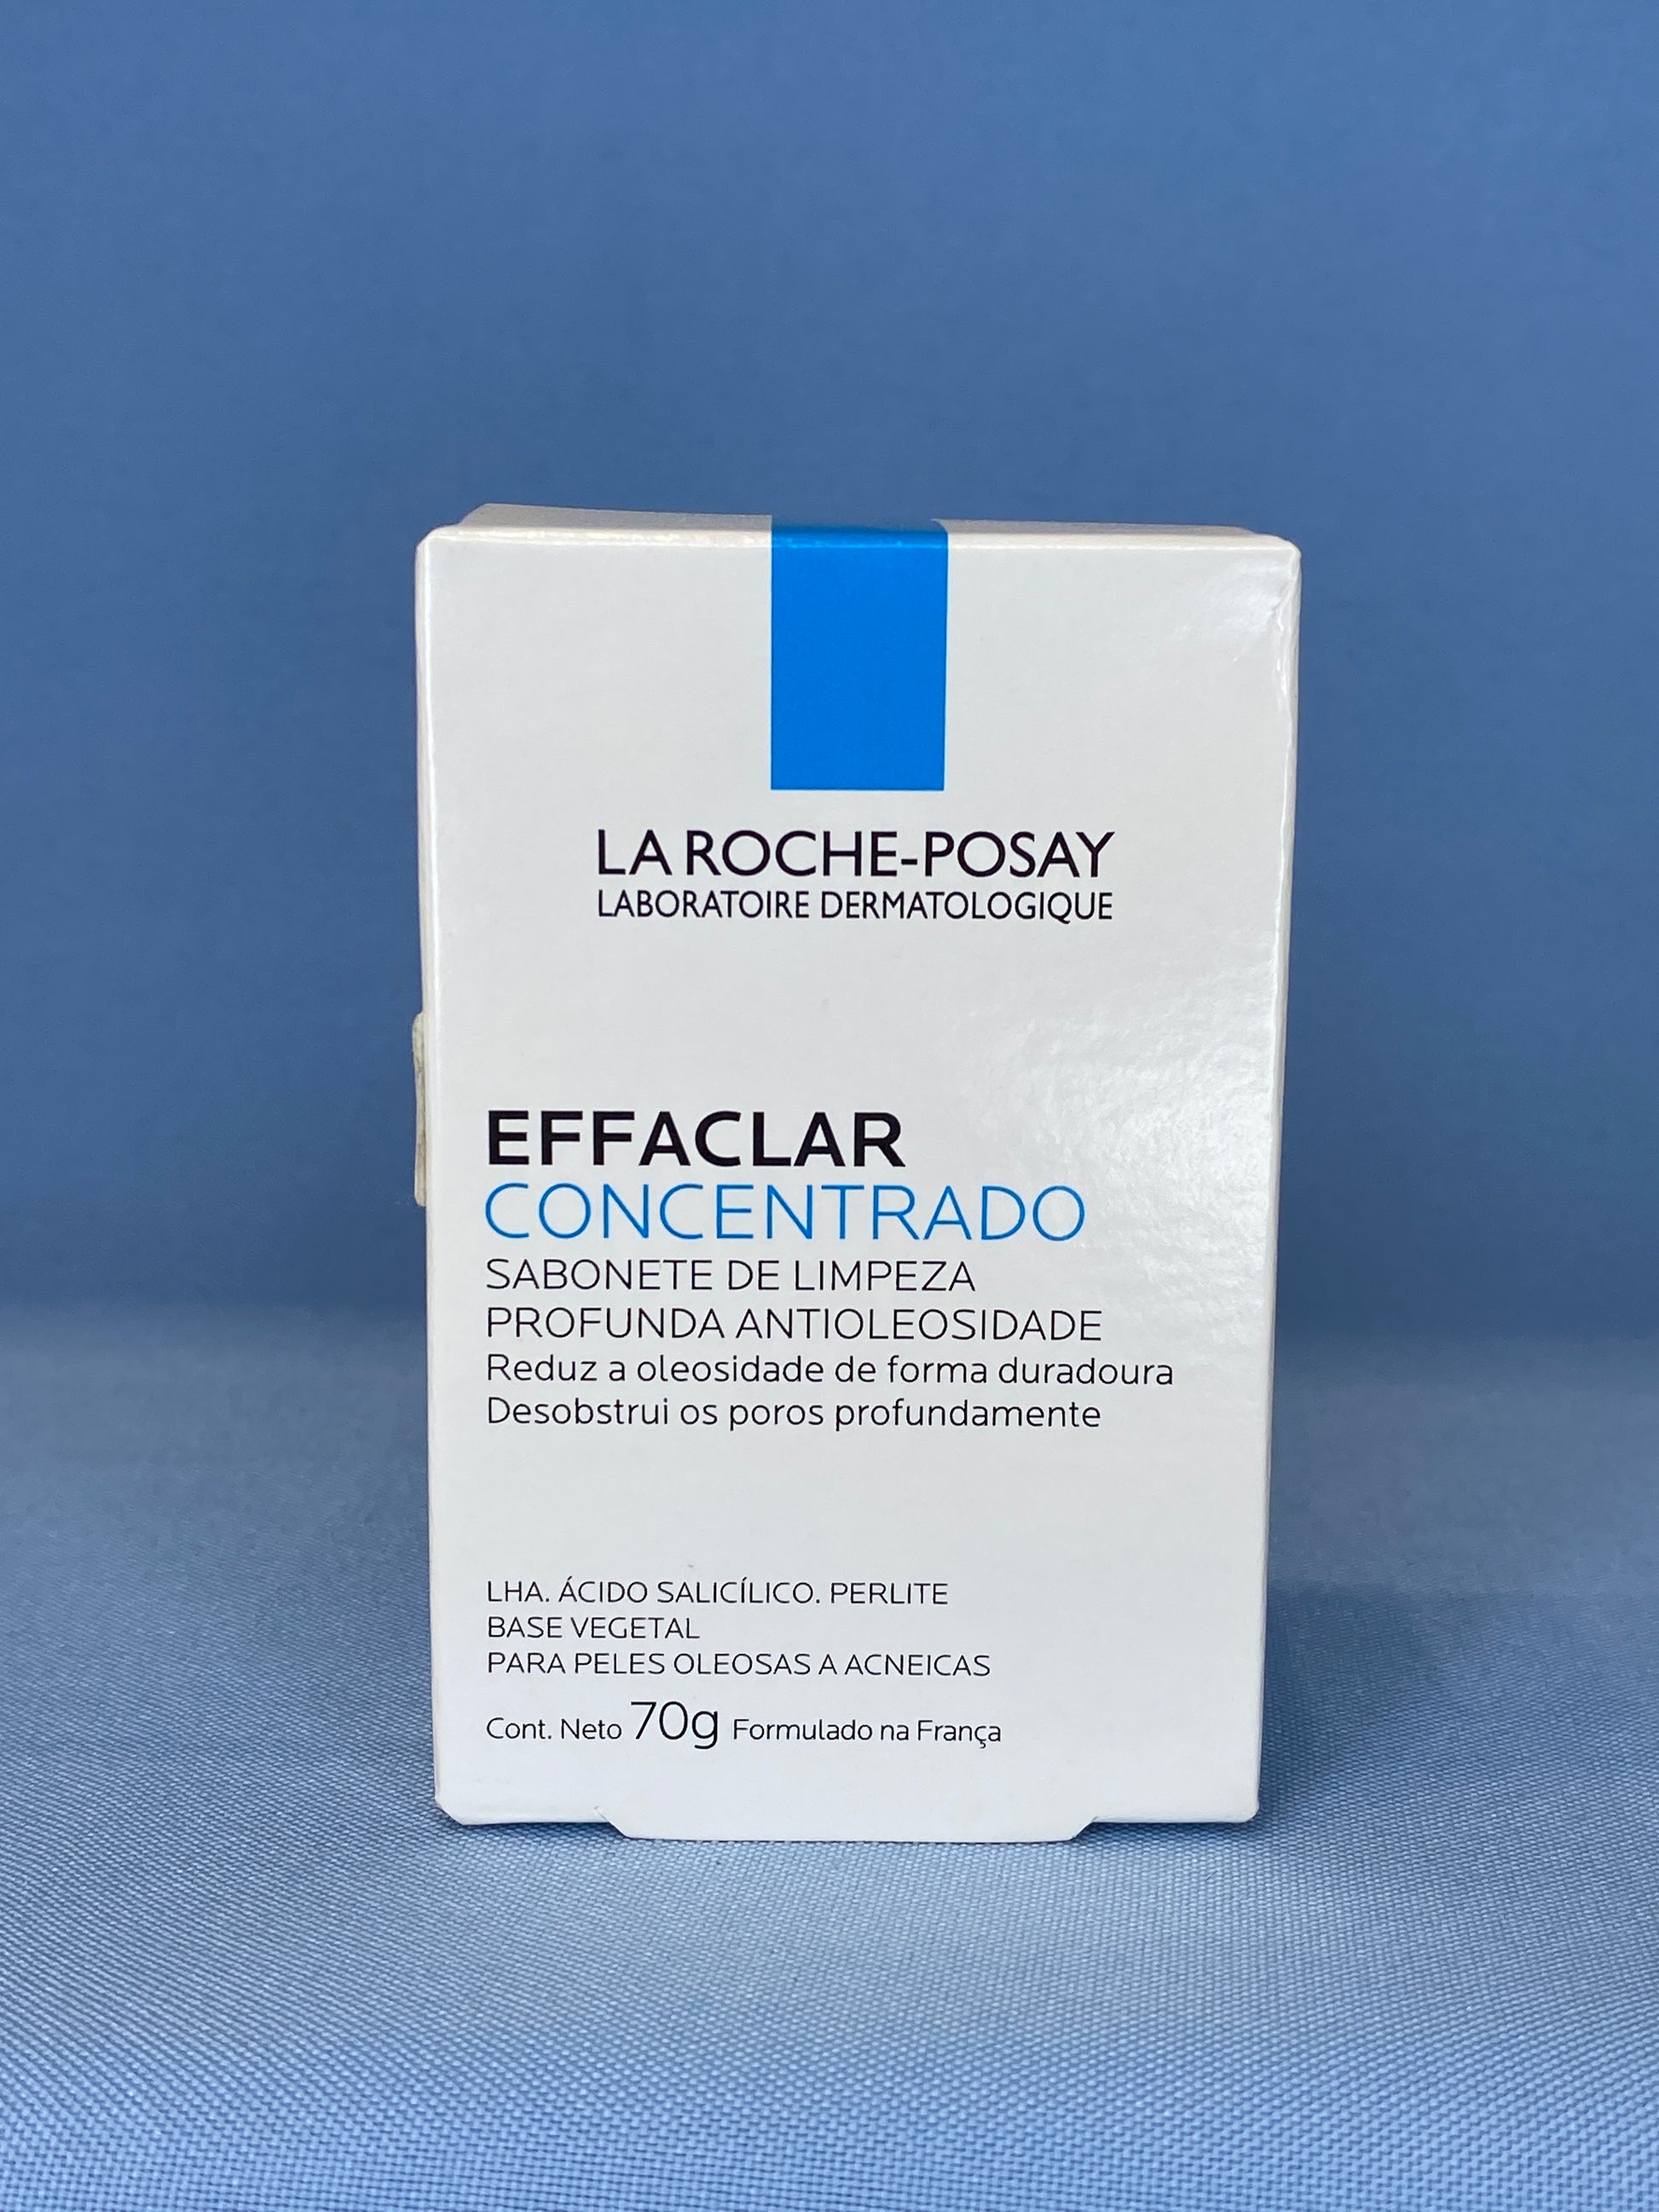 LA ROCHE-POSAY
LABORATOIRE DERMATOLOGIQUE
EFFACLAR
CONCENTRADO
SABONETE DE LIMPEZA
PROFUNDA ANTIOLEOSIDADE
Reduz a oleosidade de forma duradoura
Desobstrui os poros profundamente
LHA. ÁCIDO SALICÍLICO. PERLITE
BASE VEGETAL
PARA PELES OLEOSAS A ACNEICAS
Cont. Neto 70g Formulado na França